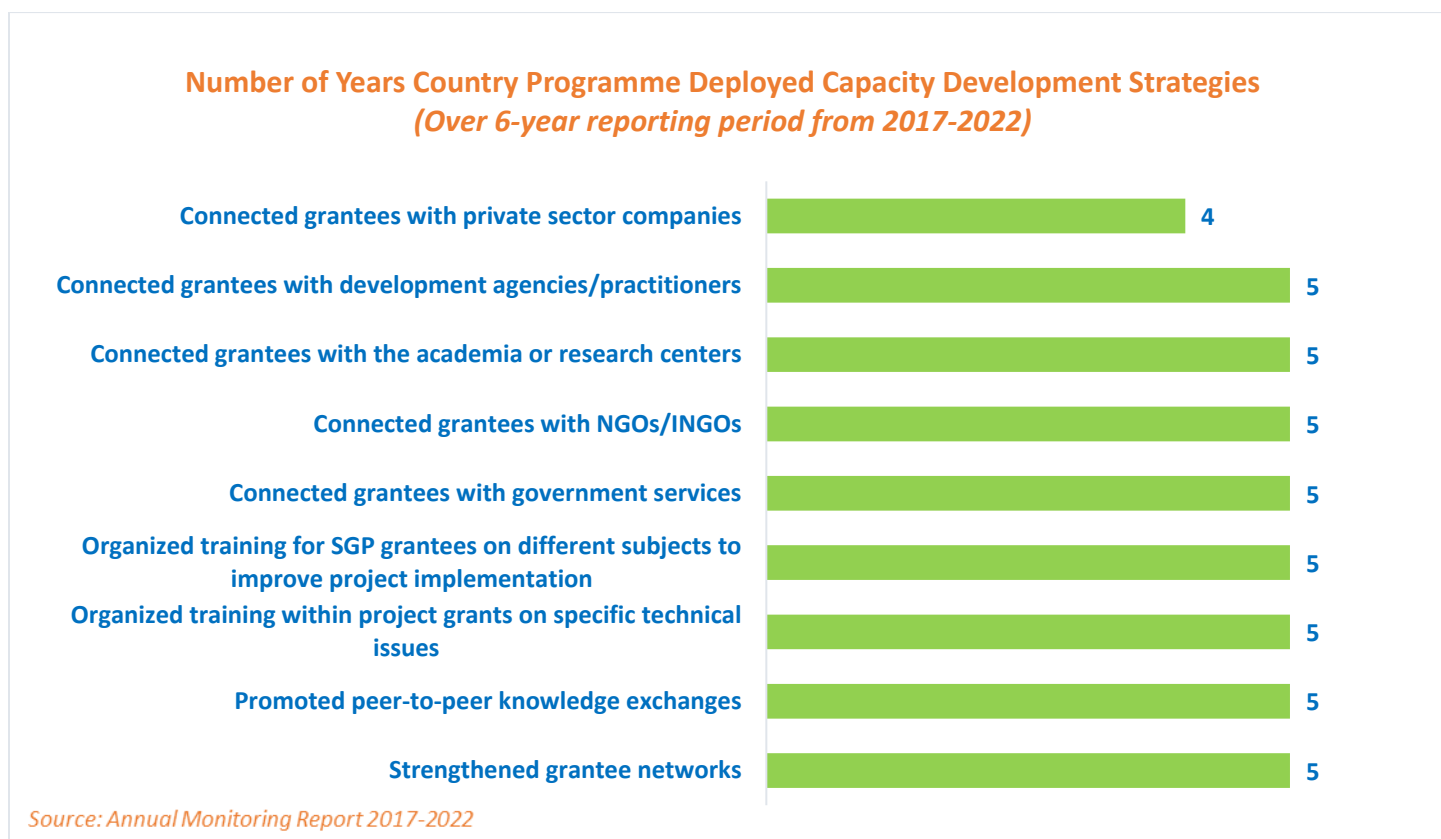 Number of Years Country Programme Deployed Capacity Development Strategies
(Over 6-year reporting period from 2017-2022)
Connected grantees with private sector companies
4
Connected grantees with development agencies/practitioners
5
Connected grantees with the academia or research centers
5
Connected grantees with NGOs/INGOs
5
Connected grantees with government services
5
Organized training for SGP grantees on different subjects to
improve project implementation
5
Organized training within project grants on specific technical
issues
5
Promoted peer-to-peer knowledge exchanges
5
Strengthened grantee networks
5
Source: Annual Monitoring Report 2017-2022